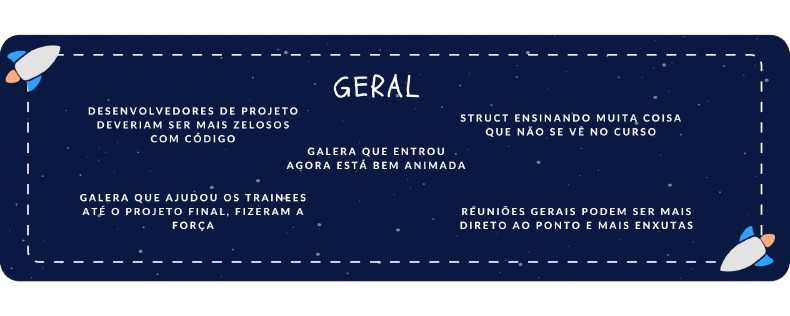 GERAL
DESENVOLVEDORES DE PROJETO
DEVERIAM SER MAIS ZELOSOS
COM CÓDIGO
STRUCT ENSINANDO MUITA COISA
QUE NÃO SE VÊ NO CURSO
GALERA QUE ENTROU
AGORA ESTÁ BEM ANIMADA
GALERA QUE AJUDOU OS TRAINEES
ATÉ O PROJETO FINAL, FIZERAM A
FORÇA
REUNIÕES GERAIS PODEM SER MAIS
DIRETO AO PONTO E MAIS ENXUTAS